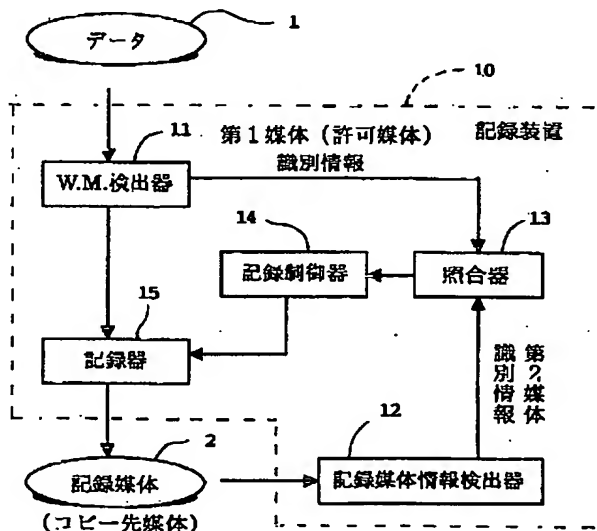 1
データ
10
11
第1媒体(許可媒体)
識別情報
記録装置
W.M.検出器
14
13
記録制御器
照合器
15
記録器
第2媒体
識別情報
2
12
記録媒体
(コピー先媒体)
記録媒体情報検出器